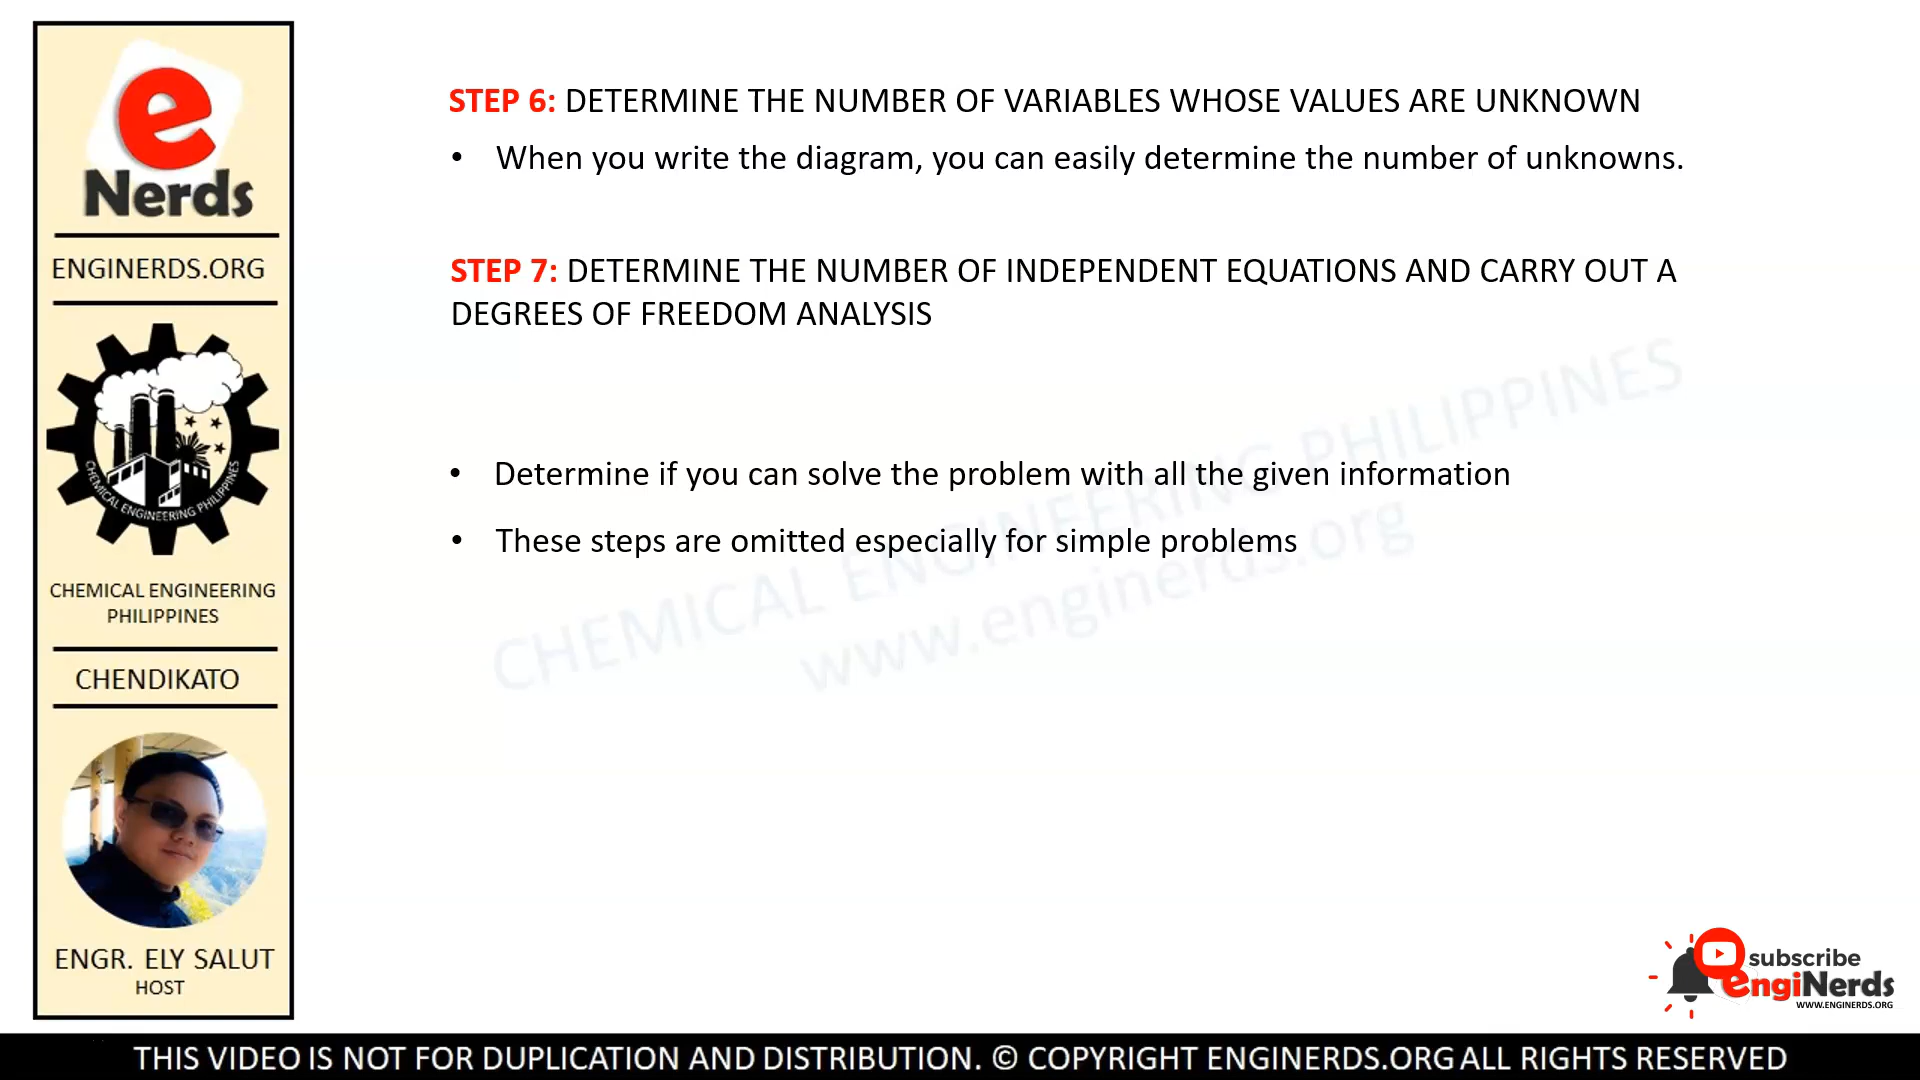 e
Nerds
ENGINERDS.ORG
CHEMICAL ENGINEERING PHILIPPINES
CHEMICAL ENGINEERING
PHILIPPINES
CHENDIKATO
ENGR. ELY SALUT
HOST
STEP 6: DETERMINE THE NUMBER OF VARIABLES WHOSE VALUES ARE UNKNOWN
• When you write the diagram, you can easily determine the number of unknowns.
STEP 7: DETERMINE THE NUMBER OF INDEPENDENT EQUATIONS AND CARRY OUT A
DEGREES OF FREEDOM ANALYSIS
• Determine if you can solve the problem with all the given information
• These steps are omitted especially for simple problems
CHEMICAL ENGINEERING PHILIPPINES
www.enginerds.org
subscribe
engiNerds
WWW.ENGINERDS.ORG
THIS VIDEO IS NOT FOR DUPLICATION AND DISTRIBUTION. © COPYRIGHT ENGINERDS.ORG ALL RIGHTS RESERVED